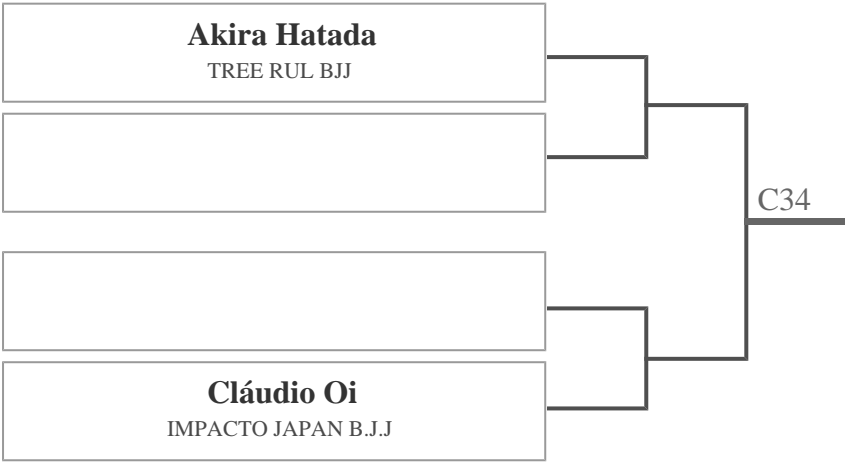 Akira Hatada
TREE RUL BJJ
C34
Cláudio Oi
IMPACTO JAPAN B.J.J